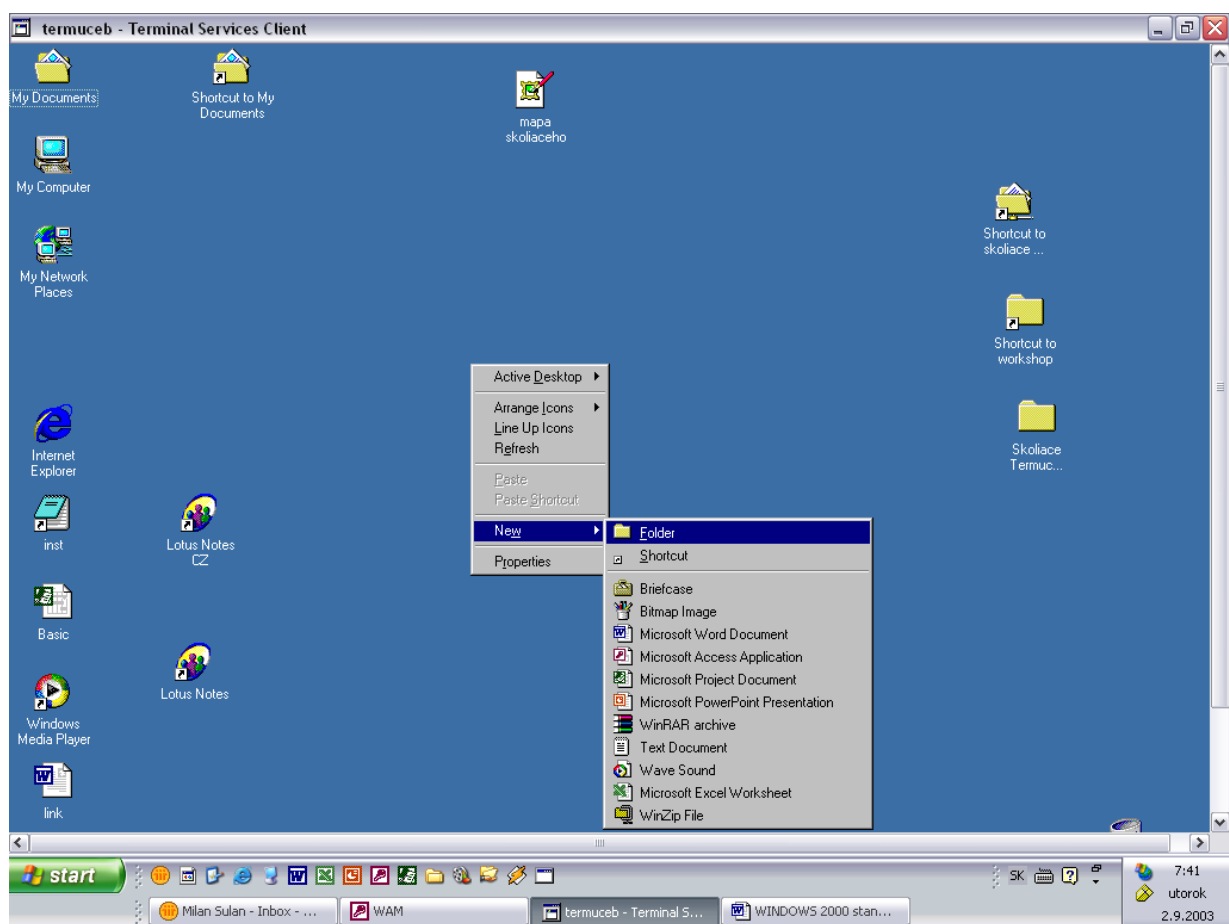 termuceb - Terminal Services Client
My Documents
Shortcut to My
Documents
mapa
skoliaceho
My Computer
Shortcut to
skoliace ...
My Network
Places
Shortcut to
workshop
Active Desktop
Arrange Icons
Line Up Icons
Refresh
Paste
Paste Shortcut
New
Properties
Internet
Explorer
Skoliace
Termuc...
inst
Lotus Notes
CZ
Folder
Shortcut
Briefcase
Bitmap Image
Microsoft Word Document
Microsoft Access Application
Microsoft Project Document
Microsoft PowerPoint Presentation
WinRAR archive
Text Document
Wave Sound
Microsoft Excel Worksheet
WinZip File
Basic
Lotus Notes
Windows
Media Player
link
start
SK
7:41
utorok
2.9.2003
Milan Sulan - Inbox - ...
WAM
termuceb - Terminal S...
WINDOWS 2000 stan...